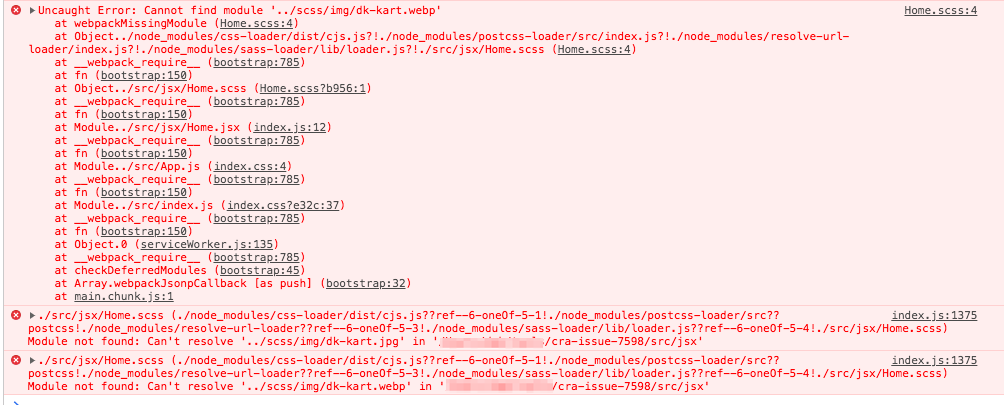 Uncaught Error: Cannot find module '../scss/img/dk-kart.webp' Home.scss:4
at webpackMissingModule (Home.scss:4)
at Object../node_modules/css-loader/dist/cjs.js?!./node_modules/postcss-loader/src/index.js?!./node_modules/resolve-url-
loader/index.js?!./node_modules/sass-loader/lib/loader.js?!./src/jsx/Home.scss (Home.scss:4)
at __webpack_require__ (bootstrap:785)
at fn (bootstrap:150)
at Object../src/jsx/Home.scss (Home.scss?b956:1)
at __webpack_require__ (bootstrap:785)
at fn (bootstrap:150)
at Module../src/jsx/Home.jsx (index.js:12)
at __webpack_require__ (bootstrap:785)
at fn (bootstrap:150)
at Module../src/App.js (index.css:4)
at __webpack_require__ (bootstrap:785)
at fn (bootstrap:150)
at Module../src/index.js (index.css?e32c:37)
at __webpack_require__ (bootstrap:785)
at fn (bootstrap:150)
at Object.0 (serviceWorker.js:135)
at __webpack_require__ (bootstrap:785)
at checkDeferredModules (bootstrap:45)
at Array.webpackJsonpCallback [as push] (bootstrap:32)
at main.chunk.js:1
./src/jsx/Home.scss (./node_modules/css-loader/dist/cjs.js??ref--6-oneOf-5-1!./node_modules/postcss-loader/src?? index.js:1375
postcss!./node_modules/resolve-url-loader??ref--6-oneOf-5-3!./node_modules/sass-loader/lib/loader.js??ref--6-oneOf-5-4!./src/jsx/Home.scss)
Module not found: Can't resolve '../scss/img/dk-kart.jpg' in '/cra-issue-7598/src/jsx'
./src/jsx/Home.scss (./node_modules/css-loader/dist/cjs.js??ref--6-oneOf-5-1!./node_modules/postcss-loader/src?? index.js:1375
postcss!./node_modules/resolve-url-loader??ref--6-oneOf-5-3!./node_modules/sass-loader/lib/loader.js??ref--6-oneOf-5-4!./src/jsx/Home.scss)
Module not found: Can't resolve '../scss/img/dk-kart.webp' in '/cra-issue-7598/src/jsx'